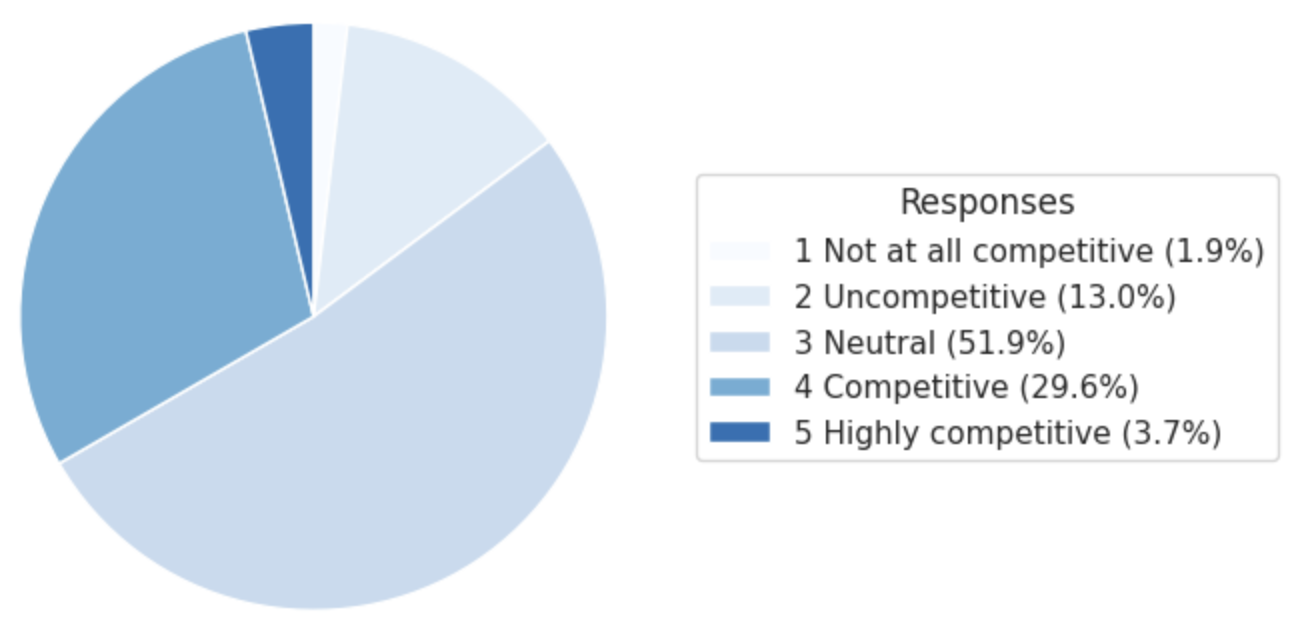 Responses
1 Not at all competitive (1.9%)
2 Uncompetitive (13.0%)
3 Neutral (51.9%)
4 Competitive (29.6%)
5 Highly competitive (3.7%)